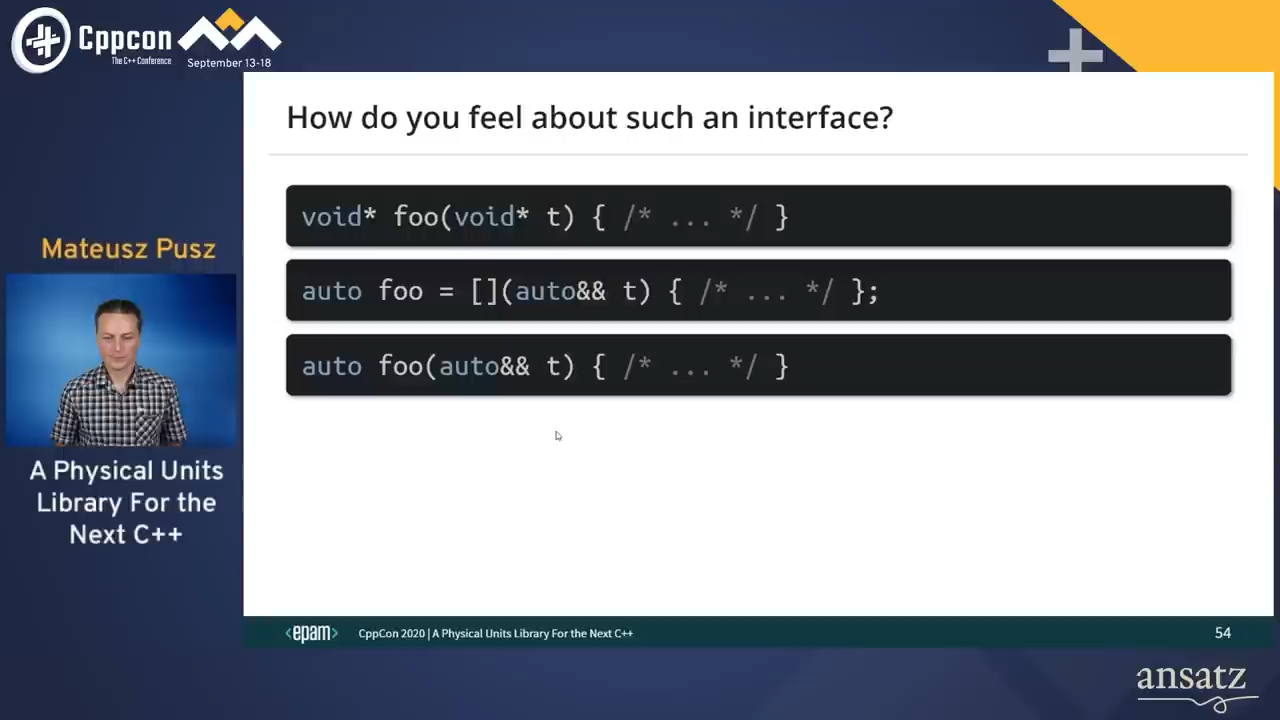 Cppcon
The C++ Conference
September 13-18
How do you feel about such an interface?
void* foo(void* t) { /* ... */ }
auto foo = [](auto&& t) { /* ... */ };
auto foo(auto&& t) { /* ... */ }
Mateusz Pusz
A Physical Units
Library For the
Next C++
<epam>
CppCon 2020 | A Physical Units Library For the Next C++
54
ansatz